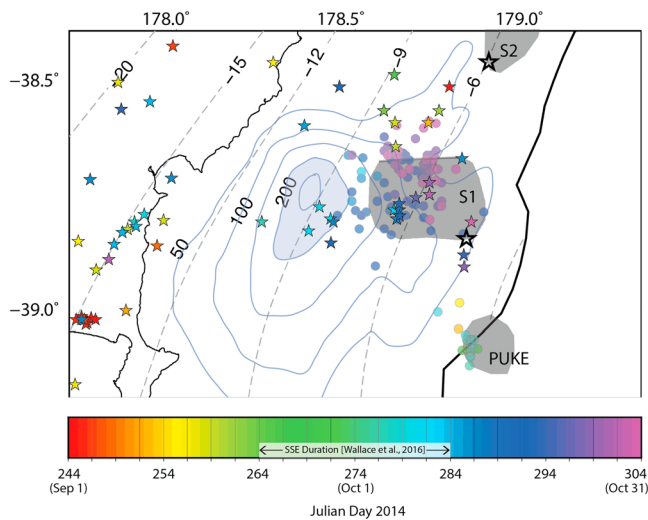 178.0° 178.5° 179.0°
−38.5°
−39.0°
−20
−15
−12
−9
−6
S2
S1
200
100
50
PUKE
SSE Duration [Wallace et al., 2016]
244 254 264 274 284 294 304
(Sep 1) (Oct 1) (Oct 31)
Julian Day 2014